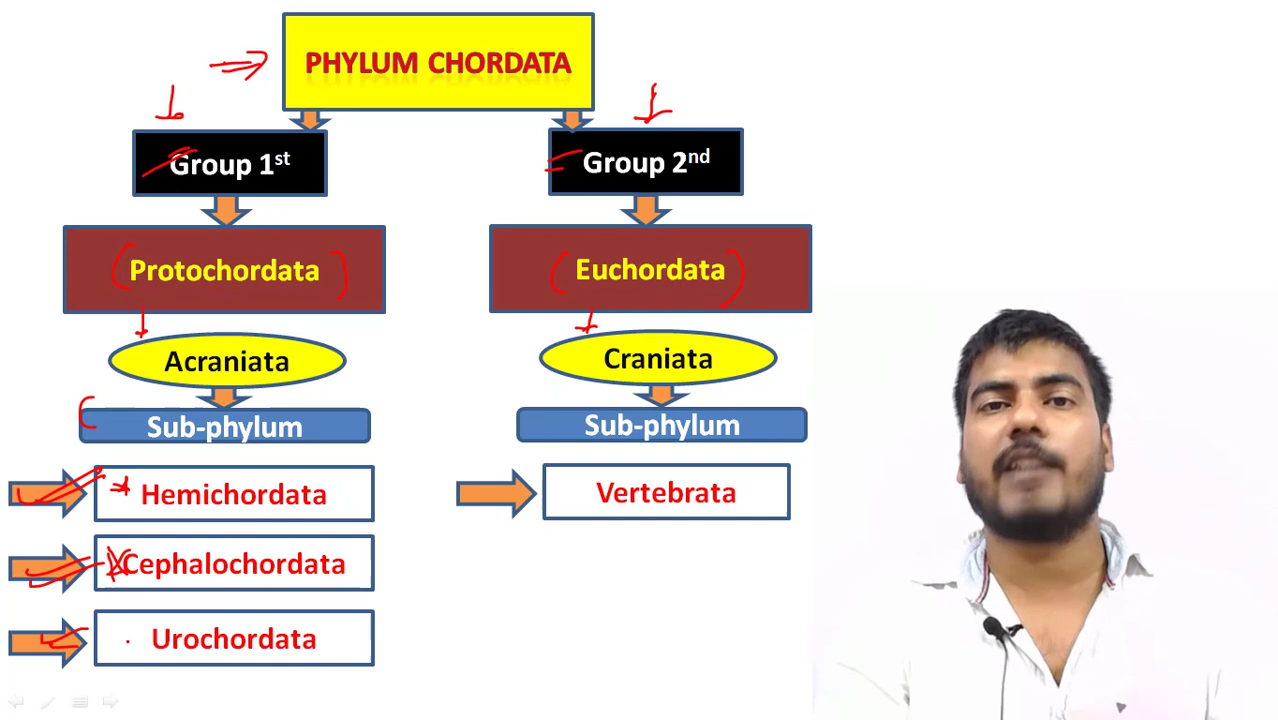 PHYLUM CHORDATA
Group 1st
Group 2nd
Protochordata
Euchordata
Acraniata
Craniata
Sub-phylum
Sub-phylum
Hemichordata
Vertebrata
Cephalochordata
Urochordata